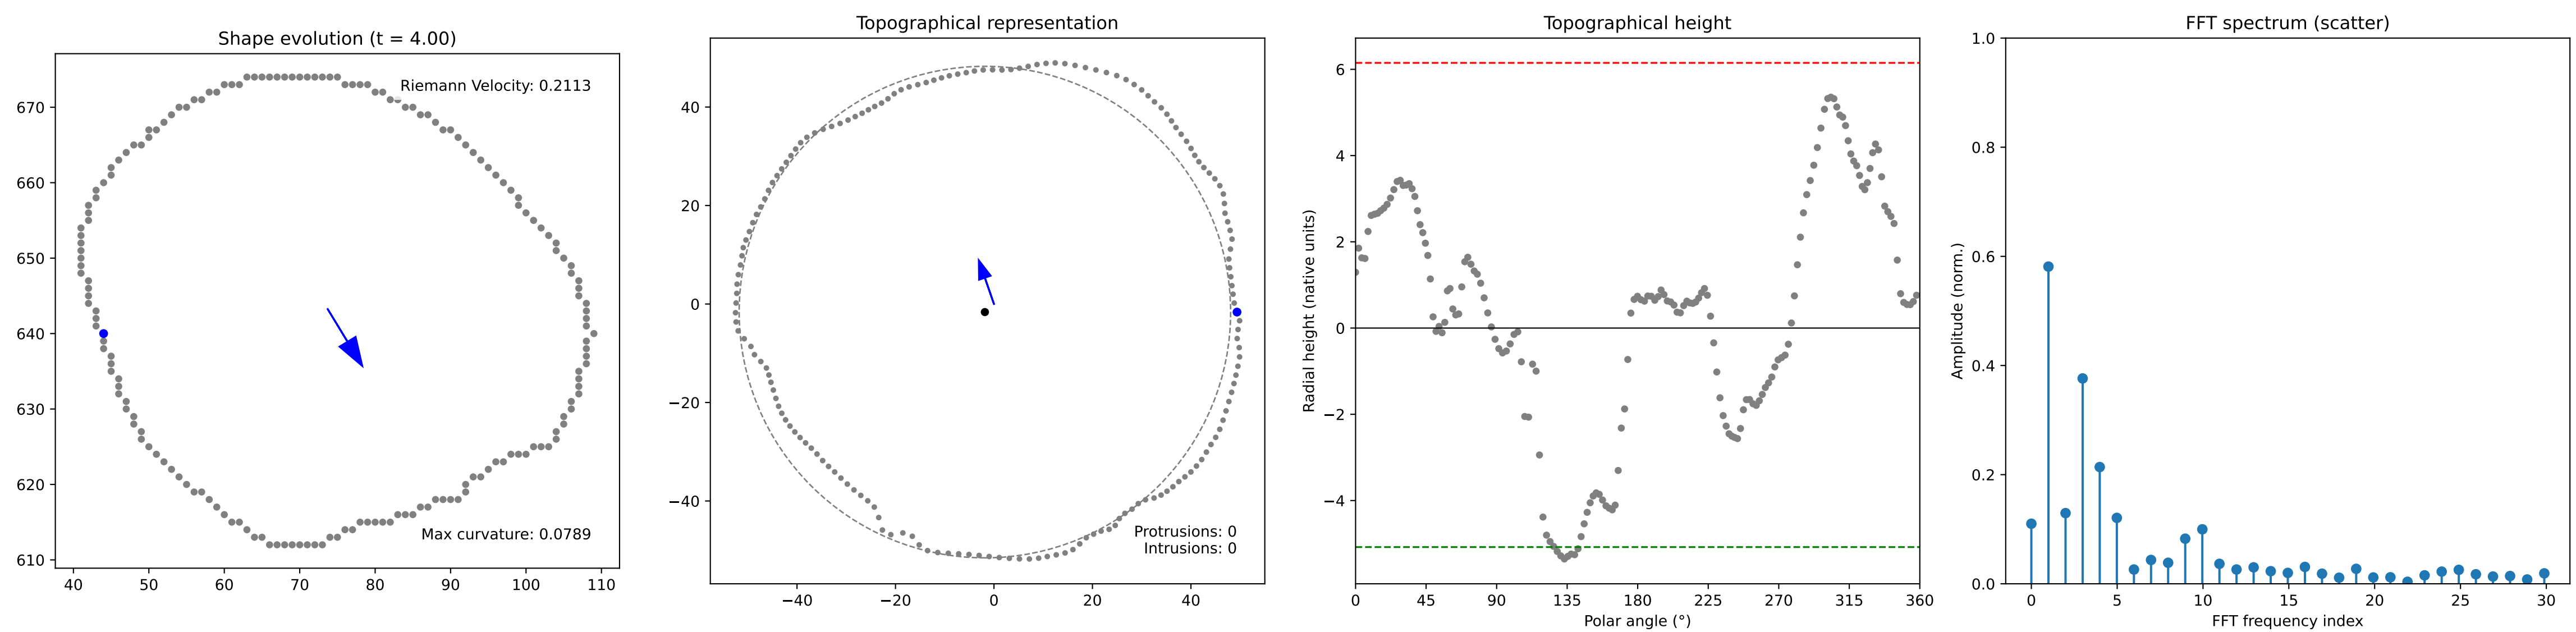 Shape evolution (t = 4.00)
Riemann Velocity: 0.2113
Max curvature: 0.0789
670
660
650
640
630
620
610
40 50 60 70 80 90 100 110
Topographical representation
40
20
0
−20
−40
Protrusions: 0
Intrusions: 0
−40 −20 0 20 40
Topographical height
Radial height (native units)
6
4
2
0
−2
−4
0 45 90 135 180 225 270 315 360
Polar angle (°)
FFT spectrum (scatter)
Amplitude (norm.)
1.0
0.8
0.6
0.4
0.2
0.0
0 5 10 15 20 25 30
FFT frequency index